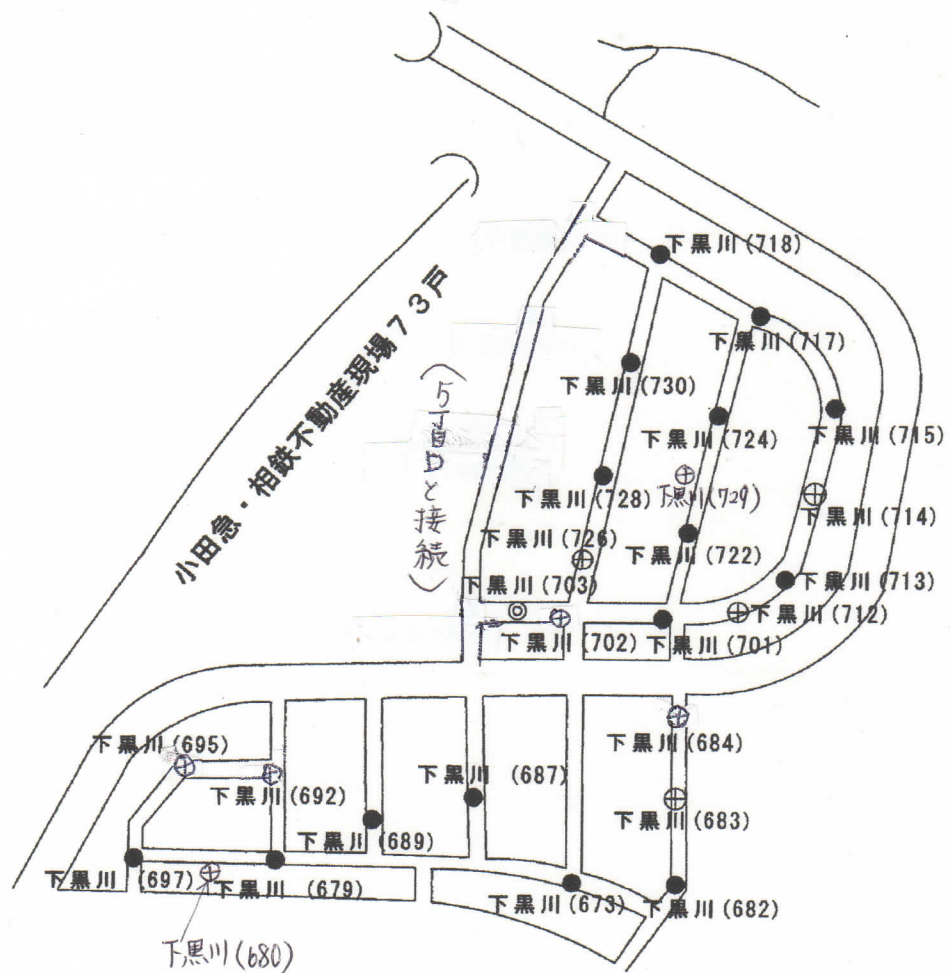 下黒川(718)
下黒川(717)
小田急・相鉄不動産現場73戸
(5丁目Dと接続)
下黒川(730)
下黒川(724)
下黒川(715)
下黒川(728)
下黒川(729)
下黒川(714)
下黒川(726)
下黒川(722)
下黒川(703)
下黒川(713)
下黒川(702)
下黒川(701)
下黒川(712)
下黒川(695)
下黒川(684)
下黒川(692)
下黒川(687)
下黒川(689)
下黒川(683)
下黒川(697)
下黒川(679)
下黒川(673)
下黒川(682)
下黒川(680)